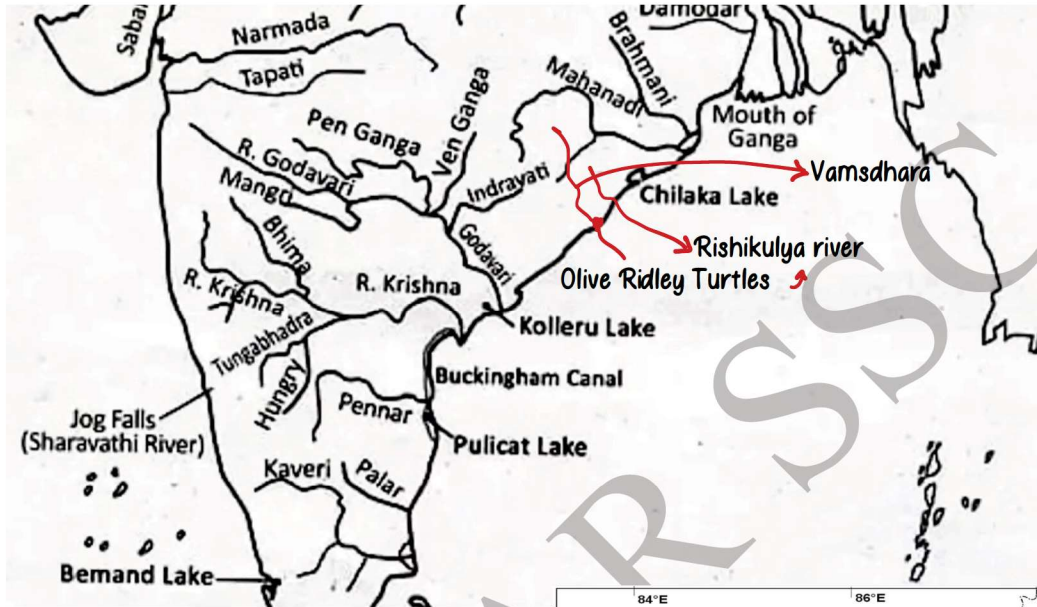 Sabar
Narmada
Tapati
Damodar
Brahmani
Mahanadi
Mouth of
Ganga
Pen Ganga
Ven Ganga
R. Godavari
Mangri
Indravati
Vamsdhara
Chilaka Lake
Bhima
Godavari
Rishikulya river
Olive Ridley Turtles
R. Krishna
R. Krishna
Kolleru Lake
Tungabhadra
Hungry
Buckingham Canal
Jog Falls
(Sharavathi River)
Pennar
Pulicat Lake
Kaveri
Palar
Bemand Lake
84°E
86°E
RSSC